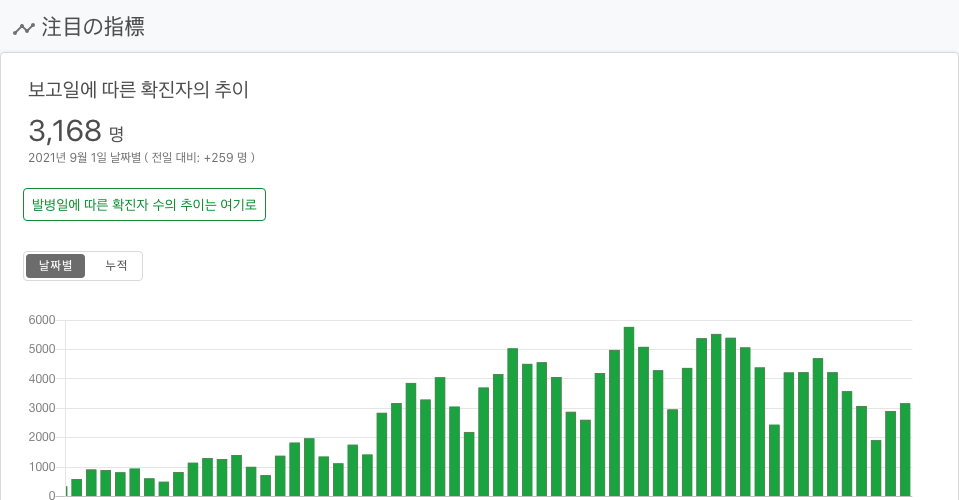 注目の指標
보고일에 따른 확진자의 추이
3,168 명
2021년 9월 1일 날짜별 ( 전일 대비: +259 명 )
발병일에 따른 확진자 수의 추이는 여기로
날짜별 누적
6000
5000
4000
3000
2000
1000
0